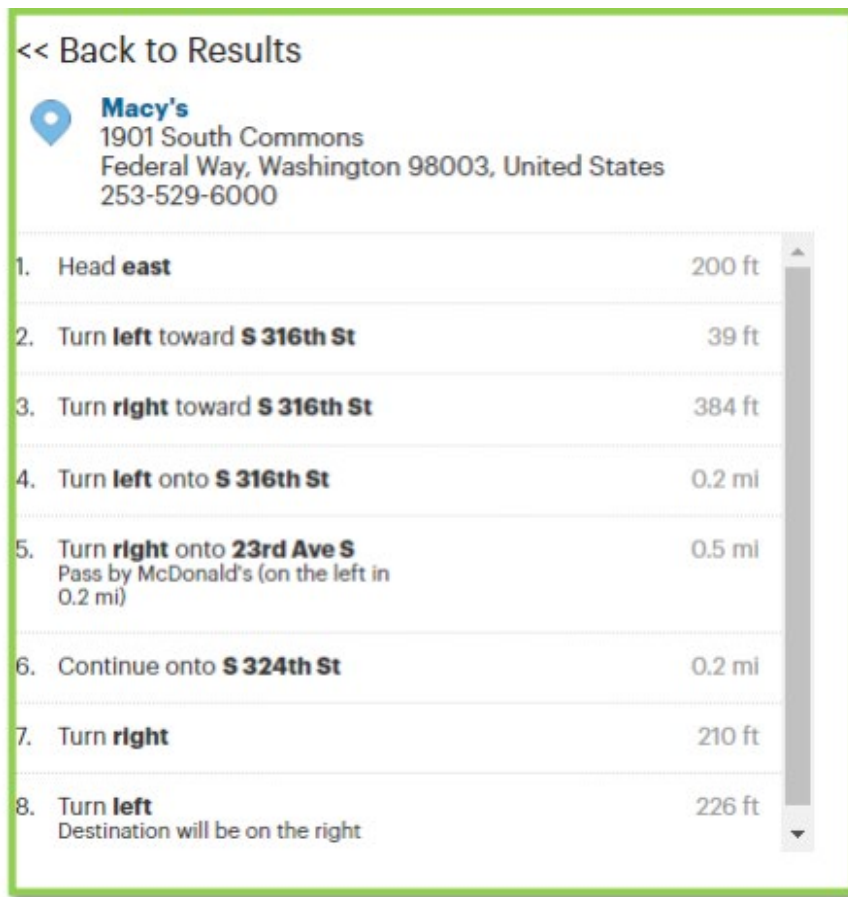 << Back to Results
Macy's
1901 South Commons
Federal Way, Washington 98003, United States
253-529-6000
1. Head east 200 ft
2. Turn left toward S 316th St 39 ft
3. Turn right toward S 316th St 384 ft
4. Turn left onto S 316th St 0.2 mi
5. Turn right onto 23rd Ave S 0.5 mi
Pass by McDonald's (on the left in
0.2 mi)
6. Continue onto S 324th St 0.2 mi
7. Turn right 210 ft
8. Turn left 226 ft
Destination will be on the right